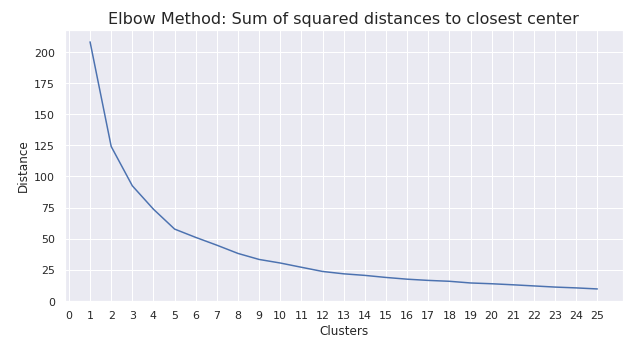 Elbow Method: Sum of squared distances to closest center
Distance
200
175
150
125
100
75
50
25
0
0 1 2 3 4 5 6 7 8 9 10 11 12 13 14 15 16 17 18 19 20 21 22 23 24 25
Clusters